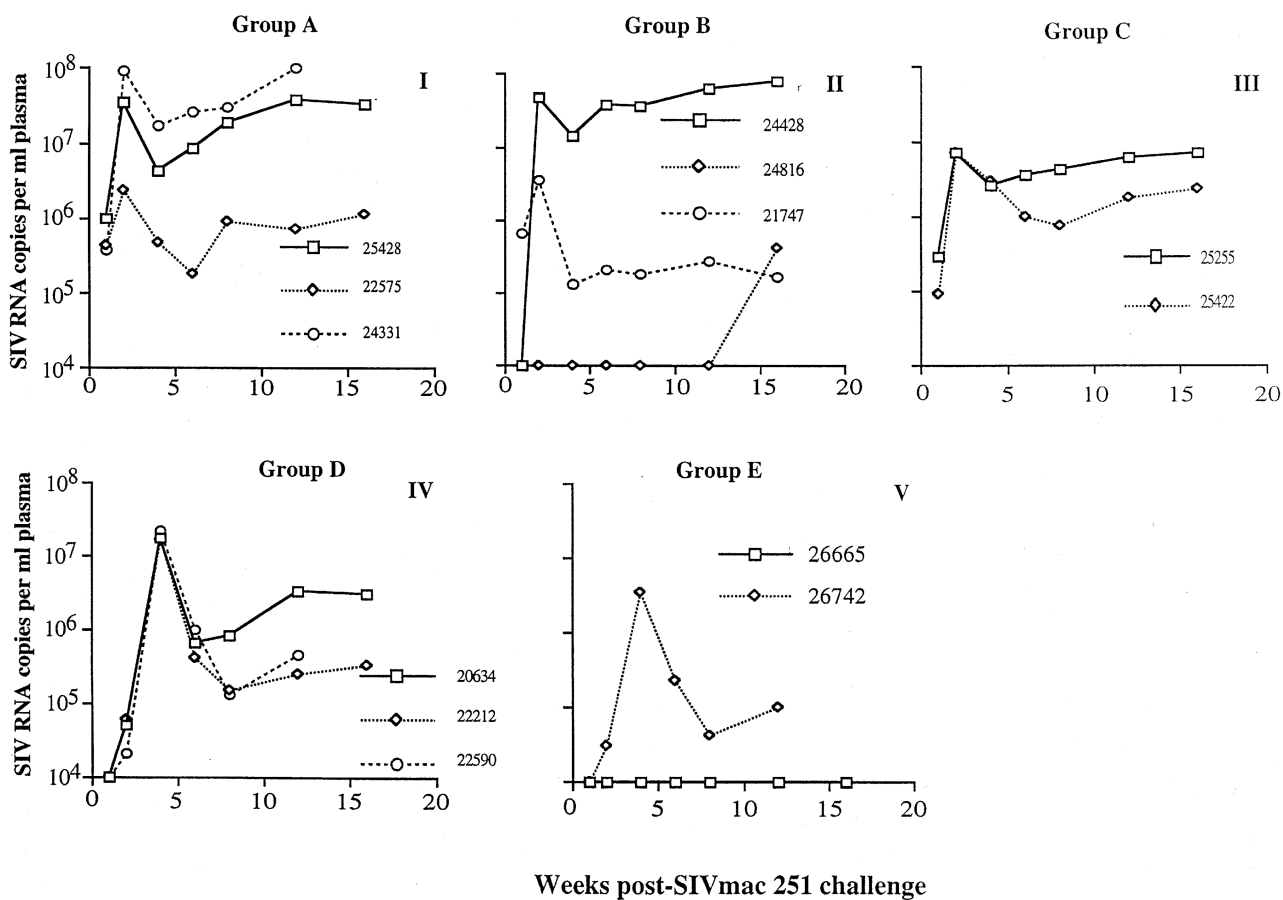 Group A
Group B
Group C
I
II
III
SIV RNA copies per ml plasma
10^8
10^7
10^6
10^5
10^4
25428
22575
24331
0 5 10 15 20
24428
24816
21747
0 5 10 15 20
25255
25422
0 5 10 15 20
Group D
Group E
IV
V
SIV RNA copies per ml plasma
10^8
10^7
10^6
10^5
10^4
20634
22212
22590
0 5 10 15 20
26665
26742
0 5 10 15 20
Weeks post-SIVmac 251 challenge